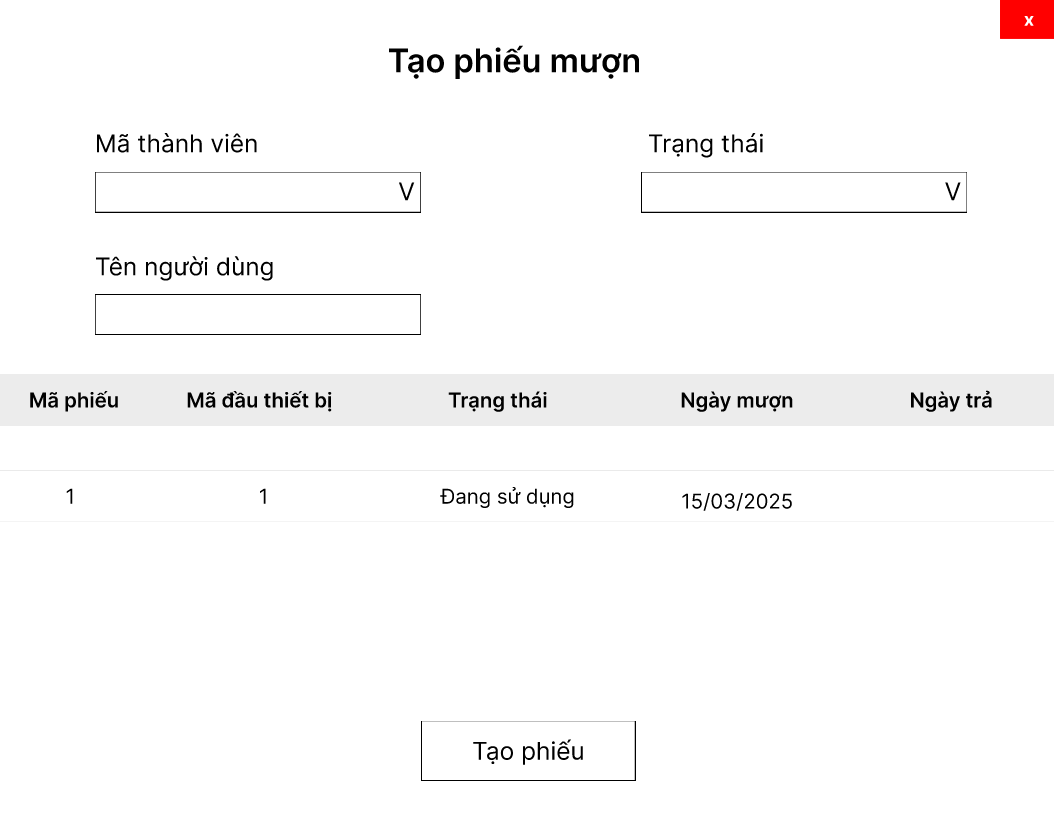 x
Tạo phiếu mượn
Mã thành viên
Trạng thái
V
V
Tên người dùng
Mã phiếu Mã đầu thiết bị Trạng thái Ngày mượn Ngày trả
1 1 Đang sử dụng 15/03/2025
Tạo phiếu